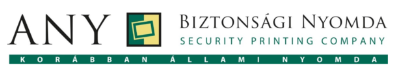 ANY BIZTONSÁGI NYOMDA
SECURITY PRINTING COMPANY
KORÁBBAN ÁLLAMI NYOMDA